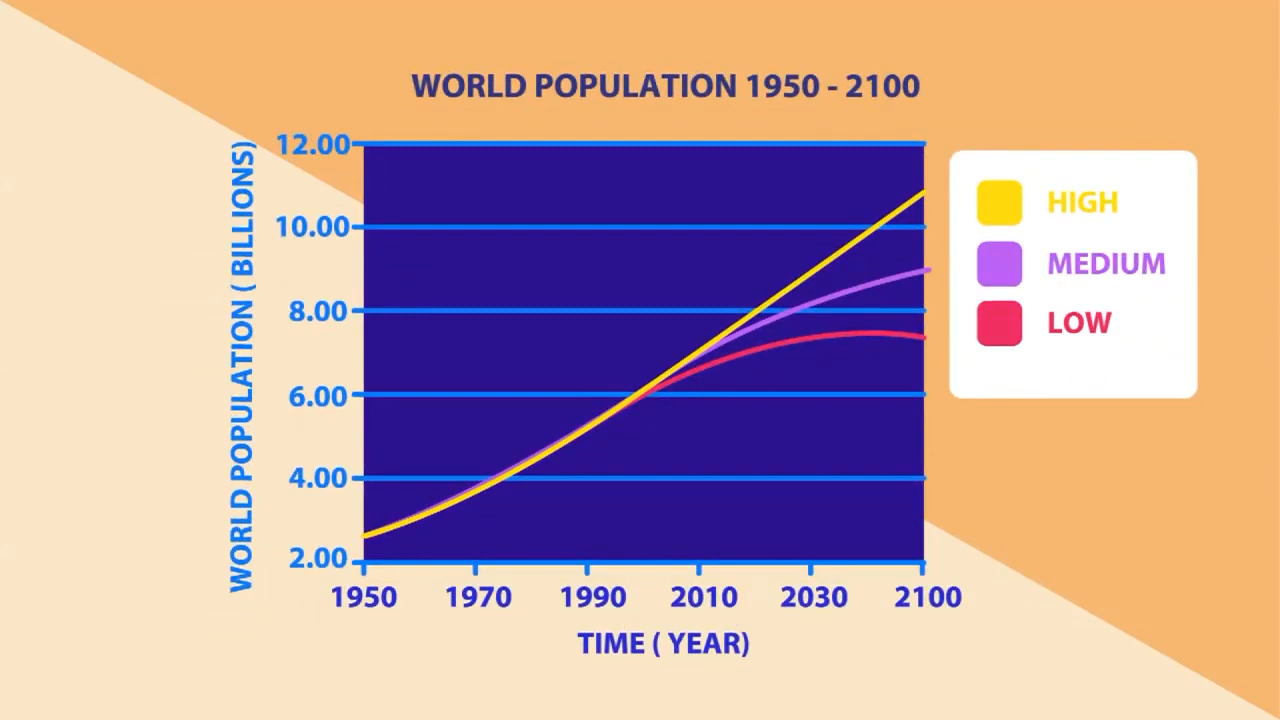 WORLD POPULATION 1950 - 2100
WORLD POPULATION ( BILLIONS)
12.00
10.00
8.00
6.00
4.00
2.00
1950 1970 1990 2010 2030 2100
TIME ( YEAR)
HIGH
MEDIUM
LOW